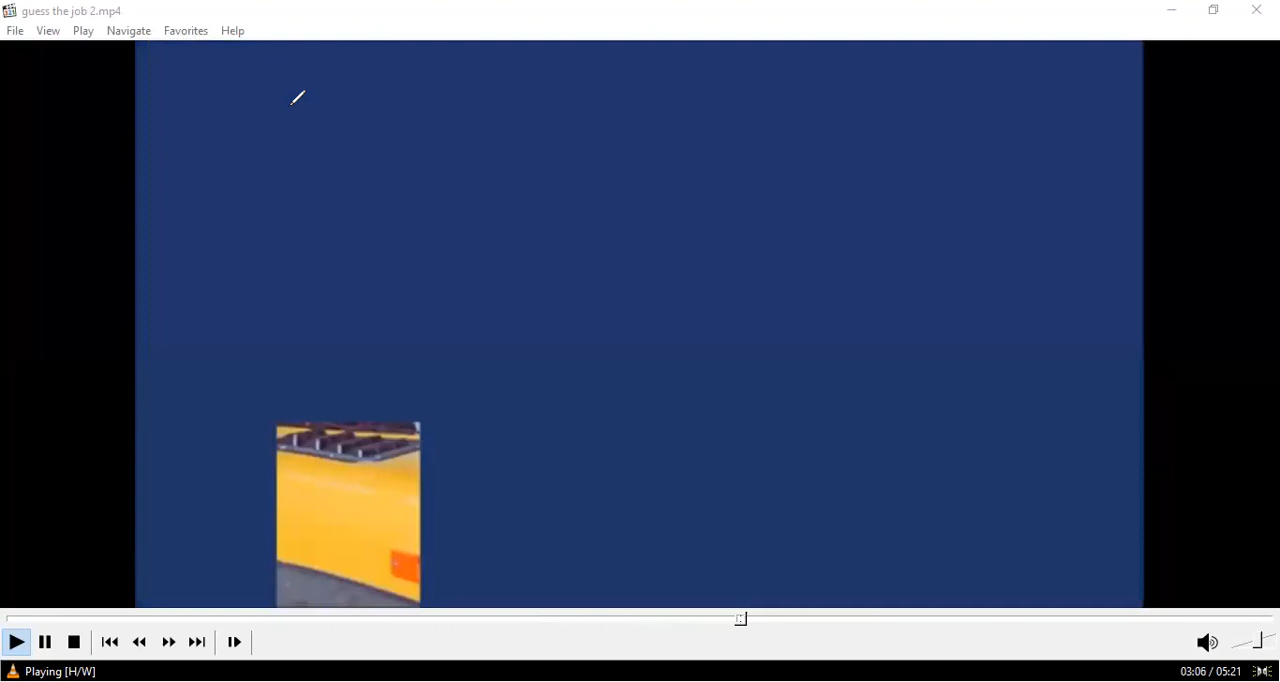 guess the job 2.mp4
File View Play Navigate Favorites Help
Playing [H/W] 03:06 / 05:21